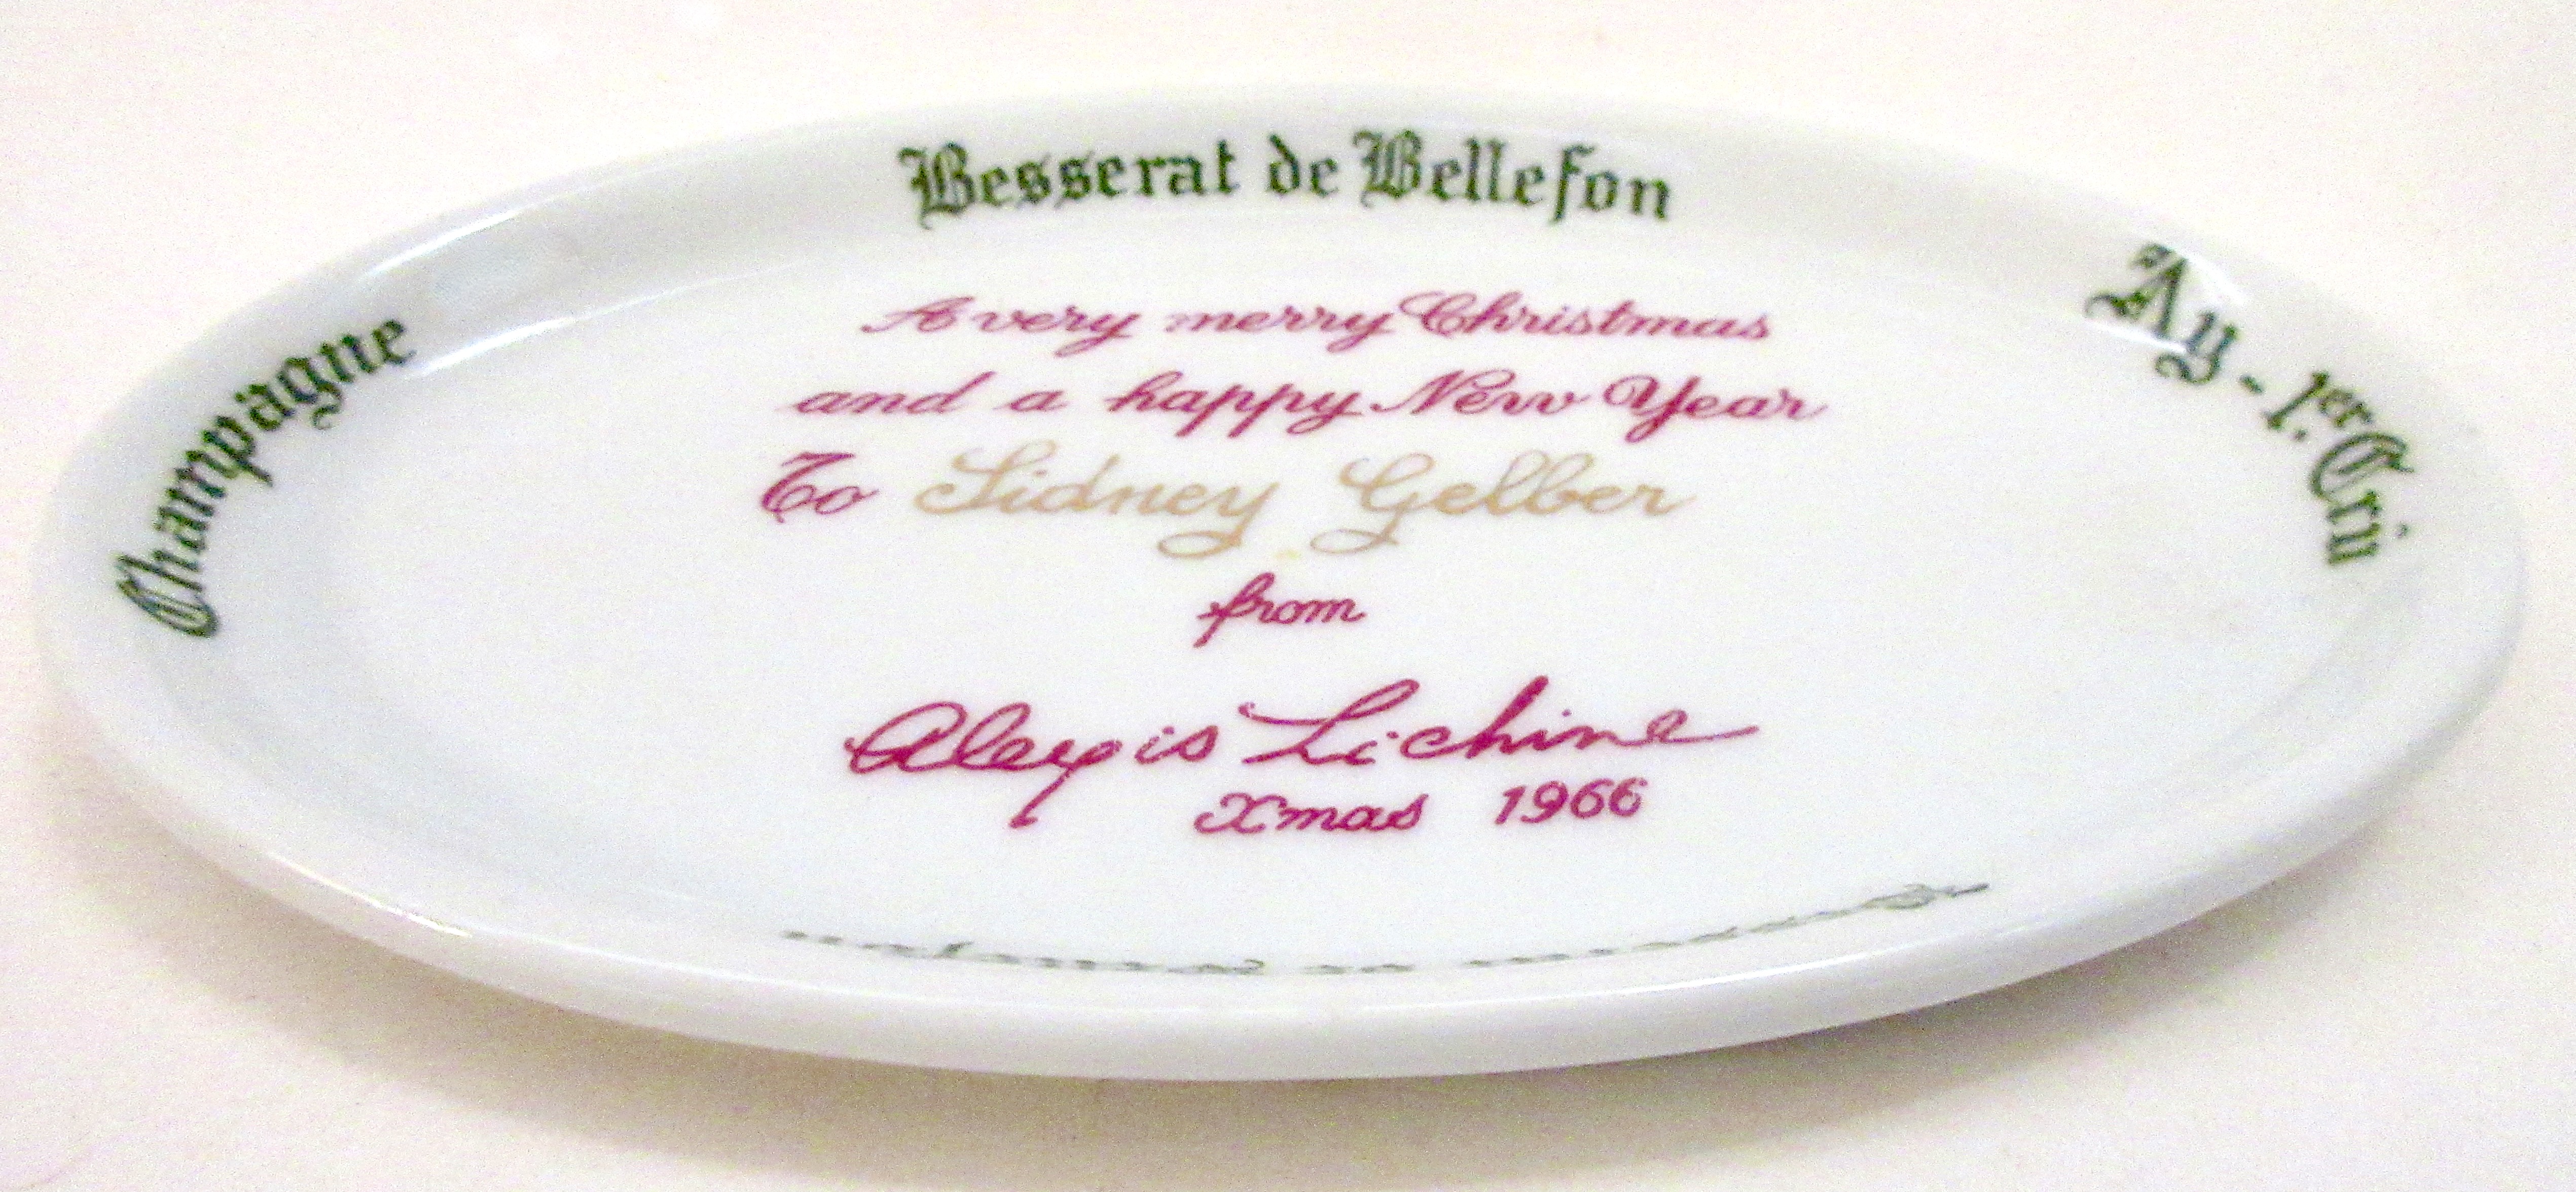 Champagne
Besserat de Bellefon
Ay - 1er. Crû
A very merry Christmas
and a happy New Year
To Sidney Gelber
from
Alexis Lichine
Xmas 1966